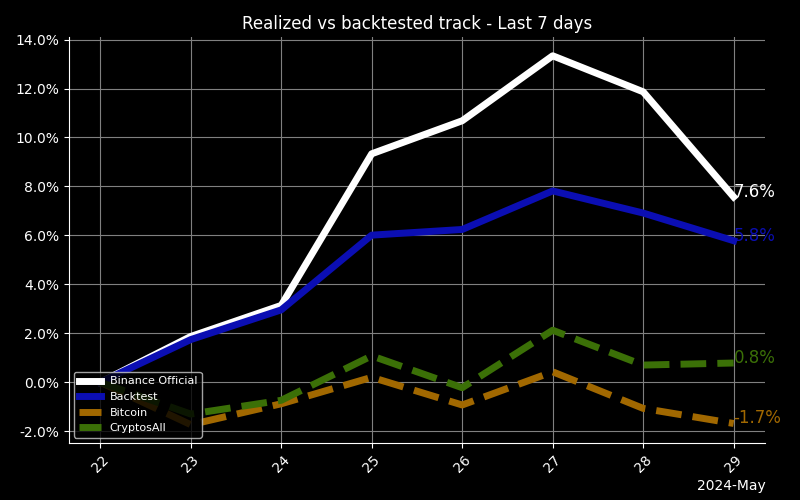 Realized vs backtested track - Last 7 days
14.0%
12.0%
10.0%
8.0%
6.0%
4.0%
2.0%
0.0%
-2.0%
7.6%
5.8%
0.8%
-1.7%
Binance Official
Backtest
Bitcoin
CryptosAll
22 23 24 25 26 27 28 29
2024-May